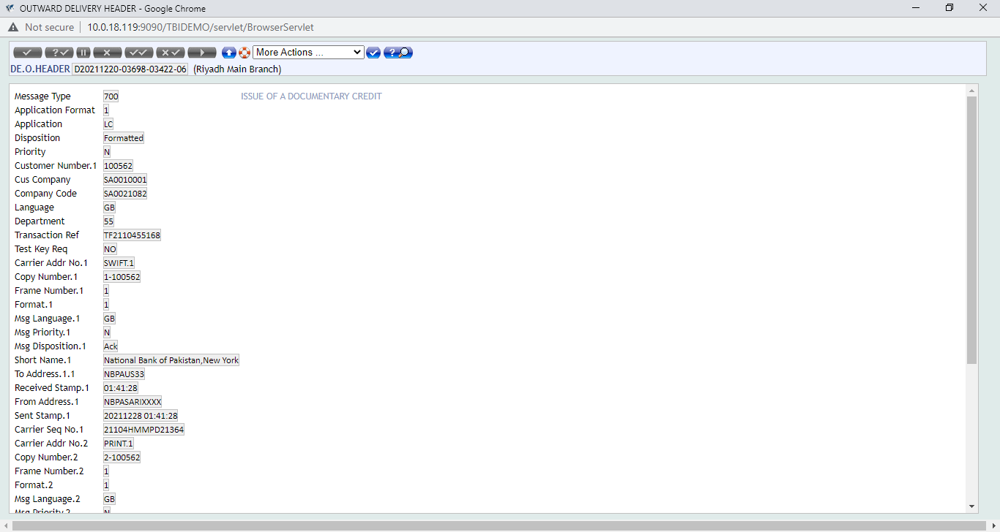 OUTWARD DELIVERY HEADER - Google Chrome
Not secure 10.0.18.119:9090/TBIDEMO/servlet/BrowserServlet
More Actions ...
DE.O.HEADER D20211220-03698-03422-06 (Riyadh Main Branch)
Message Type 700 ISSUE OF A DOCUMENTARY CREDIT
Application Format 1
Application LC
Disposition Formatted
Priority N
Customer Number.1 100562
Cus Company SA0010001
Company Code SA0021082
Language GB
Department 55
Transaction Ref TF2110455168
Test Key Req NO
Carrier Addr No.1 SWIFT.1
Copy Number.1 1-100562
Frame Number.1 1
Format.1 1
Msg Language.1 GB
Msg Priority.1 N
Msg Disposition.1 Ack
Short Name.1 National Bank of Pakistan,New York
To Address.1.1 NBPAUS33
Received Stamp.1 01:41:28
From Address.1 NBPASARIXXXX
Sent Stamp.1 20211228 01:41:28
Carrier Seq No.1 21104HMMPD21364
Carrier Addr No.2 PRINT.1
Copy Number.2 2-100562
Frame Number.2 1
Format.2 1
Msg Language.2 GB
Msg Priority.2 N